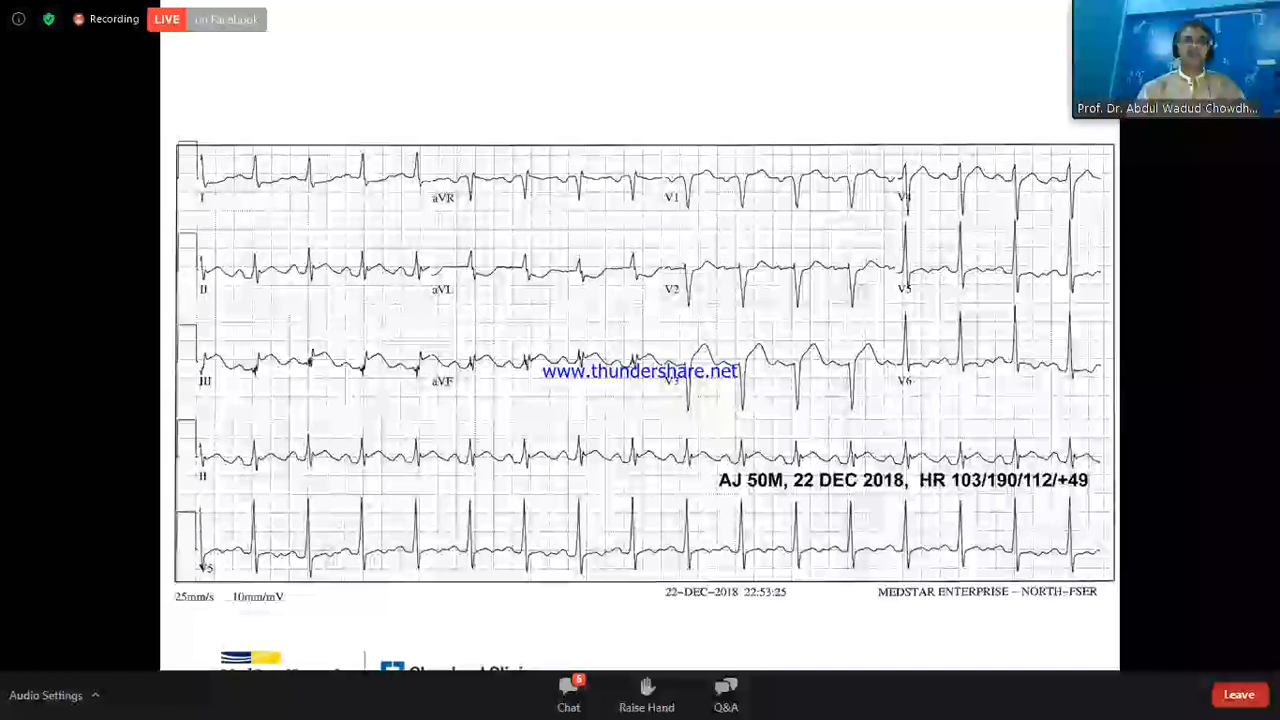 Recording
LIVE on Facebook
Prof. Dr. Abdul Wadud Chowdh...
I
aVR
V1
V4
II
aVL
V2
V5
III
aVF
www.thundershare.net
V3
V6
II
AJ 50M, 22 DEC 2018, HR 103/190/112/+49
V5
25mm/s 10mm/mV
22-DEC-2018 22:53:25
MEDSTAR ENTERPRISE - NORTH-FSER
Audio Settings
6
Chat
Raise Hand
Q&A
Leave